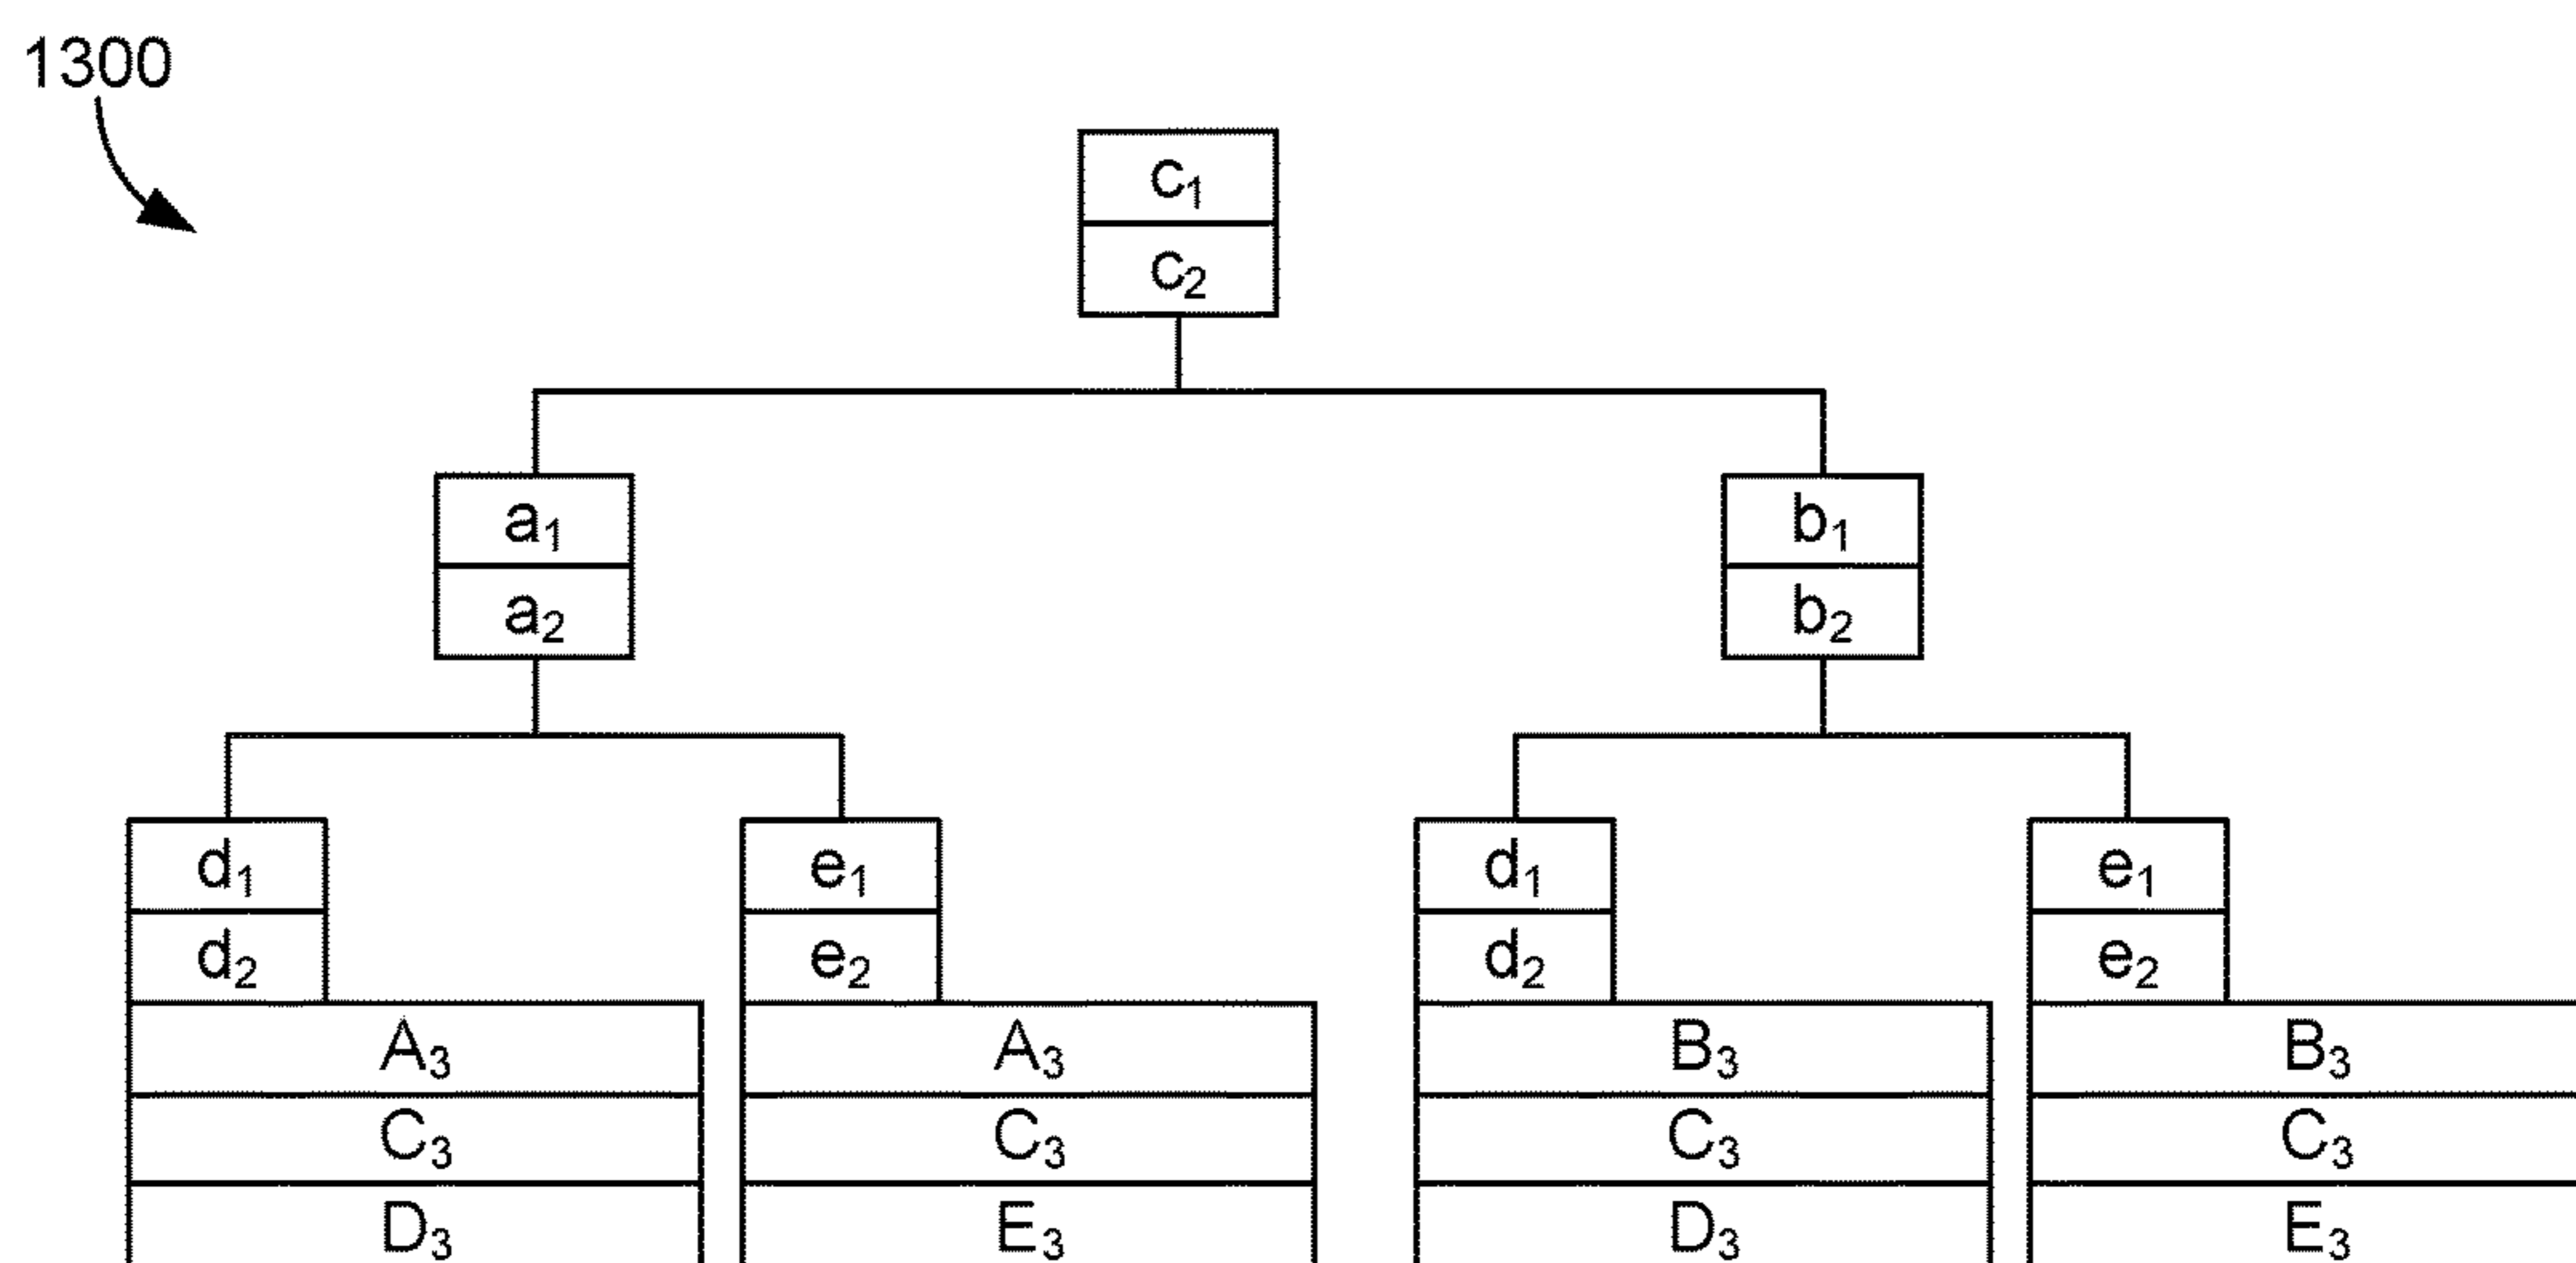 1300
c₁
c₂
a₁ b₁
a₂ b₂
d₁ e₁ d₁ e₁
d₂ e₂ d₂ e₂
A₃ A₃ B₃ B₃
C₃ C₃ C₃ C₃
D₃ E₃ D₃ E₃